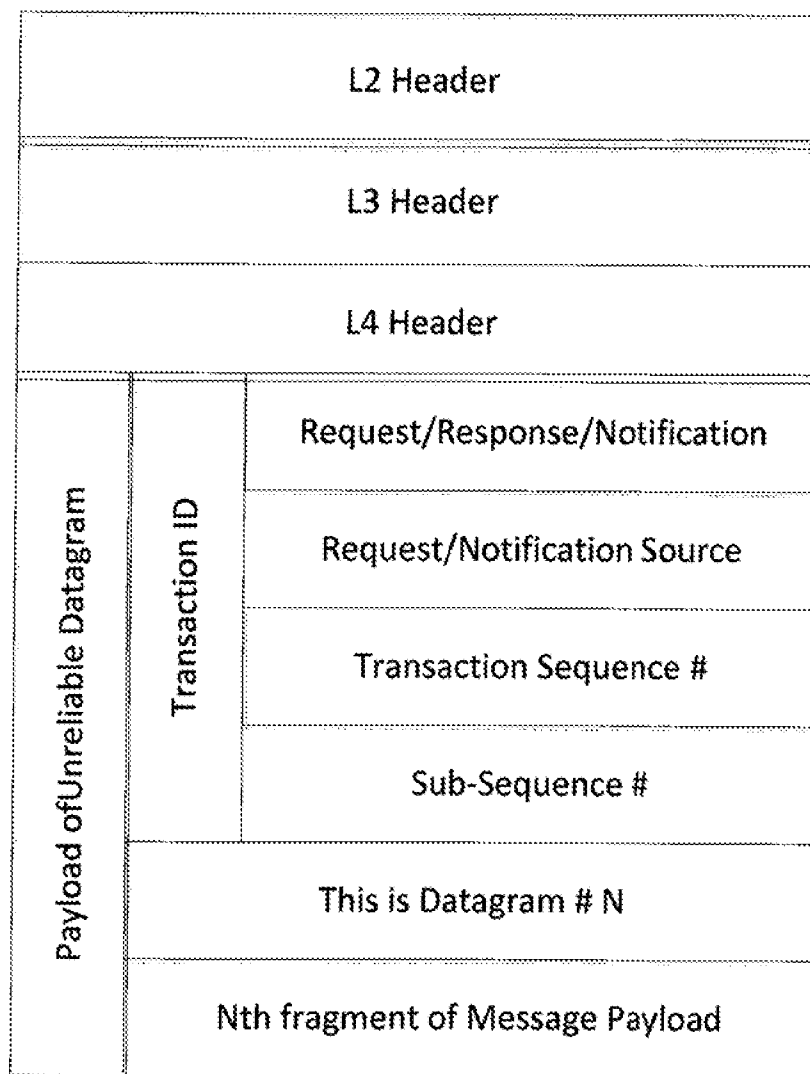 L2 Header
L3 Header
L4 Header
Payload ofUnreliable Datagram
Transaction ID
Request/Response/Notification
Request/Notification Source
Transaction Sequence #
Sub-Sequence #
This is Datagram # N
Nth fragment of Message Payload